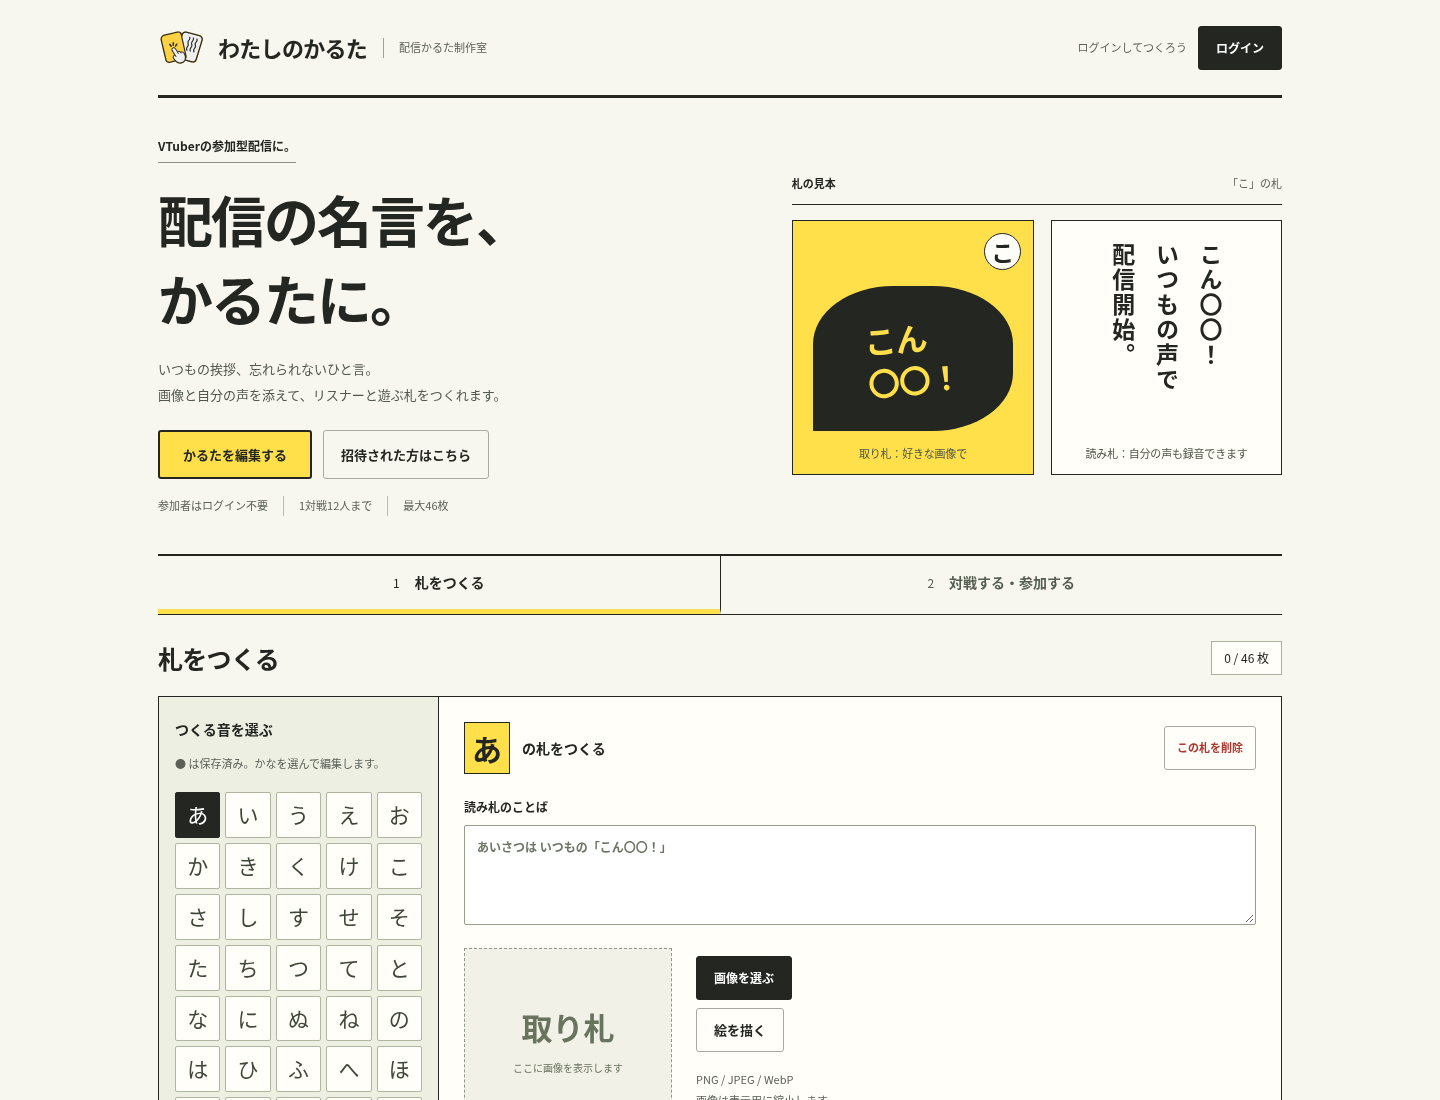 わたしのかるた
配信かるた制作室
ログインしてつくろう
ログイン
VTuberの参加型配信に。
配信の名言を、
かるたに。
いつもの挨拶、忘れられないひと言。
画像と自分の声を添えて、リスナーと遊ぶ札をつくれます。
かるたを編集する
招待された方はこちら
参加者はログイン不要
1対戦12人まで
最大46枚
札の見本
「こ」の札
こ
こん
〇〇！
取り札：好きな画像で
こん〇〇！
いつもの声で
配信開始。
読み札：自分の声も録音できます
1 札をつくる
2 対戦する・参加する
札をつくる
0 / 46 枚
つくる音を選ぶ
● は保存済み。かなを選んで編集します。
あ い う え お
か き く け こ
さ し す せ そ
た ち つ て と
な に ぬ ね の
は ひ ふ へ ほ
あ の札をつくる
この札を削除
読み札のことば
あいさつは いつもの「こん〇〇！」
取り札
ここに画像を表示します
画像を選ぶ
絵を描く
PNG / JPEG / WebP
画像は表示用に縮小します